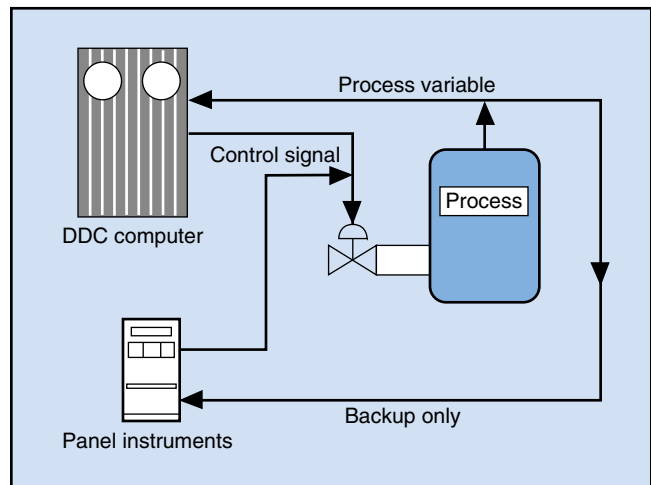 Process variable
Control signal
Process
DDC computer
Backup only
Panel instruments